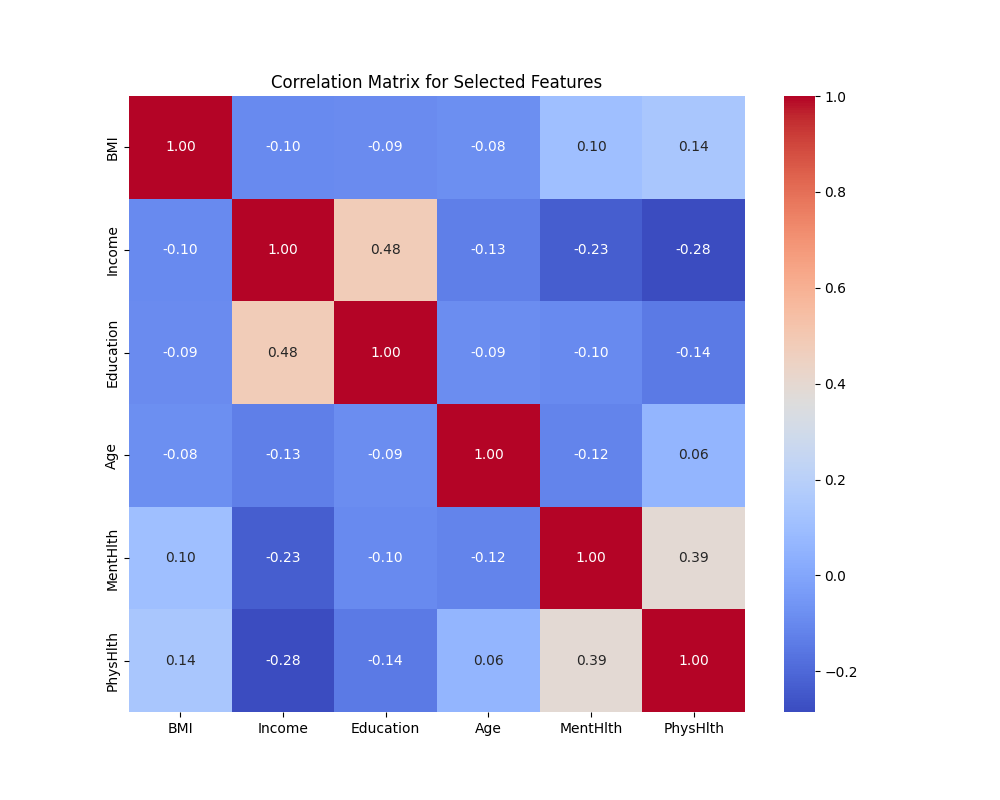 Correlation Matrix for Selected Features
BMI 1.00 -0.10 -0.09 -0.08 0.10 0.14
Income -0.10 1.00 0.48 -0.13 -0.23 -0.28
Education -0.09 0.48 1.00 -0.09 -0.10 -0.14
Age -0.08 -0.13 -0.09 1.00 -0.12 0.06
MentHlth 0.10 -0.23 -0.10 -0.12 1.00 0.39
PhysHlth 0.14 -0.28 -0.14 0.06 0.39 1.00
BMI Income Education Age MentHlth PhysHlth
1.0
0.8
0.6
0.4
0.2
0.0
−0.2